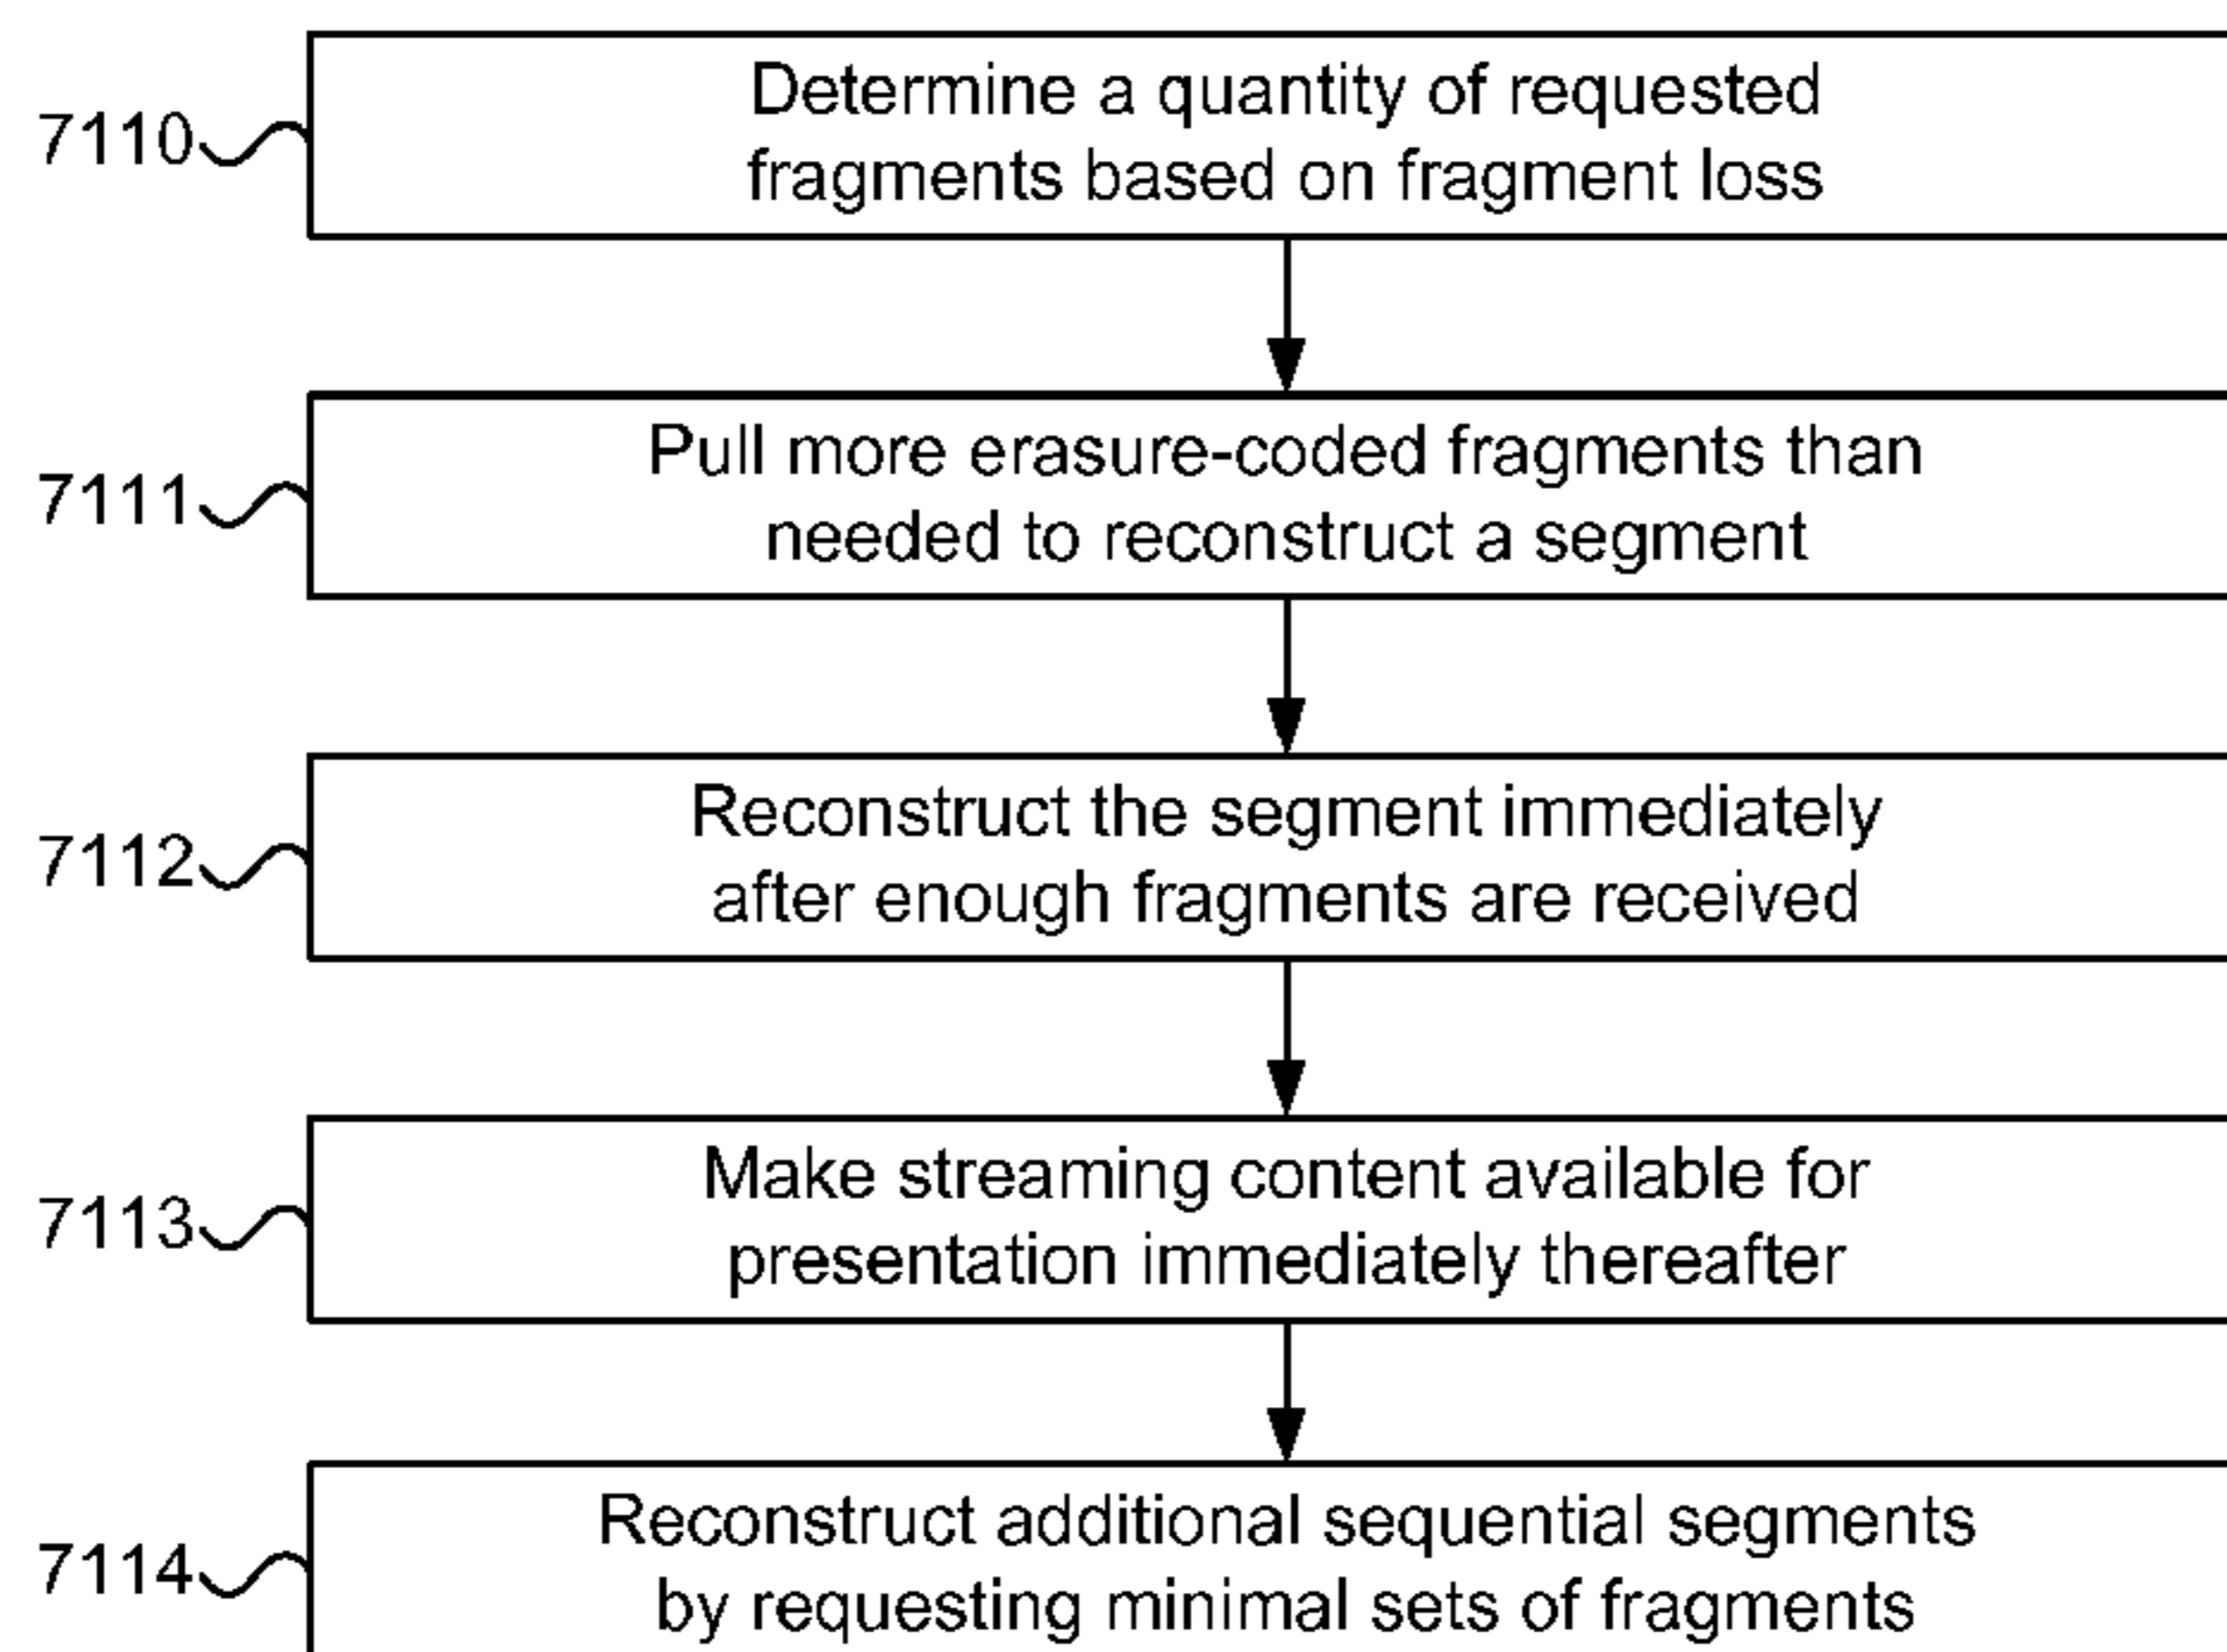 Determine a quantity of requested
7110
fragments based on fragment loss
Pull more erasure-coded fragments than
7111
needed to reconstruct a segment
Reconstruct the segment immediately
7112
after enough fragments are received
Make streaming content available for
7113
presentation immediately thereafter
Reconstruct additional sequential segments
7114
by requesting minimal sets of fragments